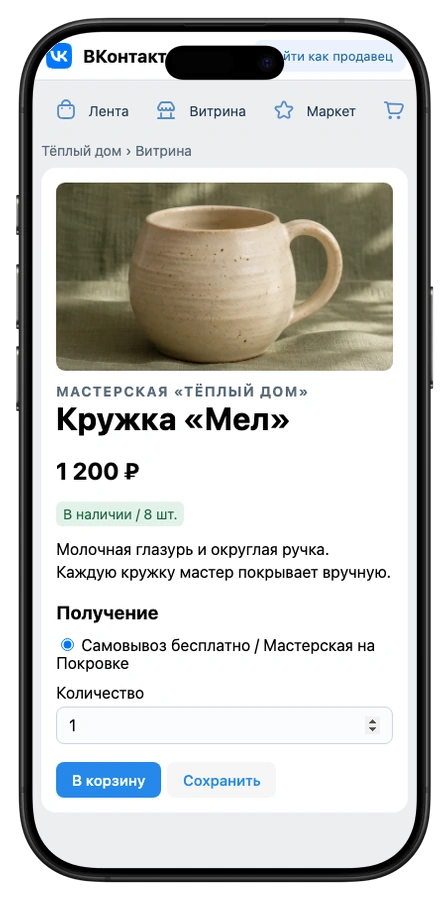 ВКонтакт
йти как продавец
Лента
Витрина
Маркет
Тёплый дом › Витрина
МАСТЕРСКАЯ «ТЁПЛЫЙ ДОМ»
Кружка «Мел»
1 200 ₽
В наличии / 8 шт.
Молочная глазурь и округлая ручка.
Каждую кружку мастер покрывает вручную.
Получение
Самовывоз бесплатно / Мастерская на
Покровке
Количество
1
В корзину
Сохранить